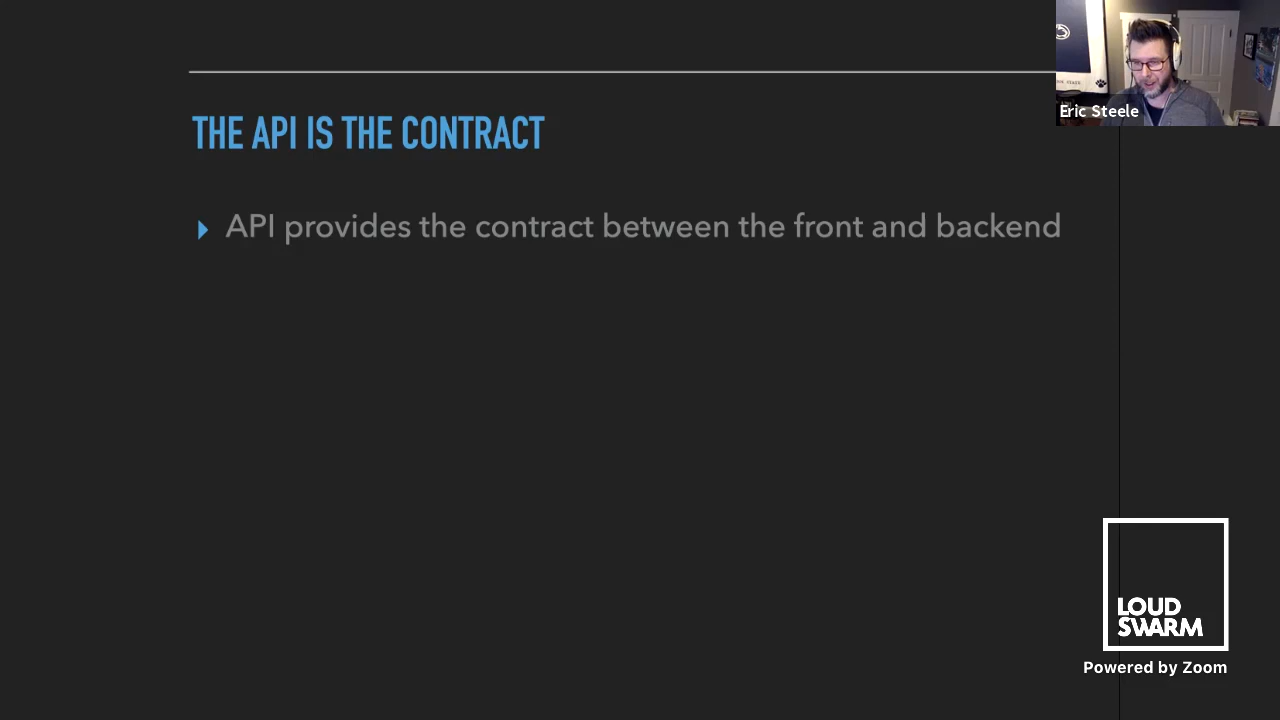 THE API IS THE CONTRACT
API provides the contract between the front and backend
Eric Steele
LOUD
SWARM
Powered by Zoom